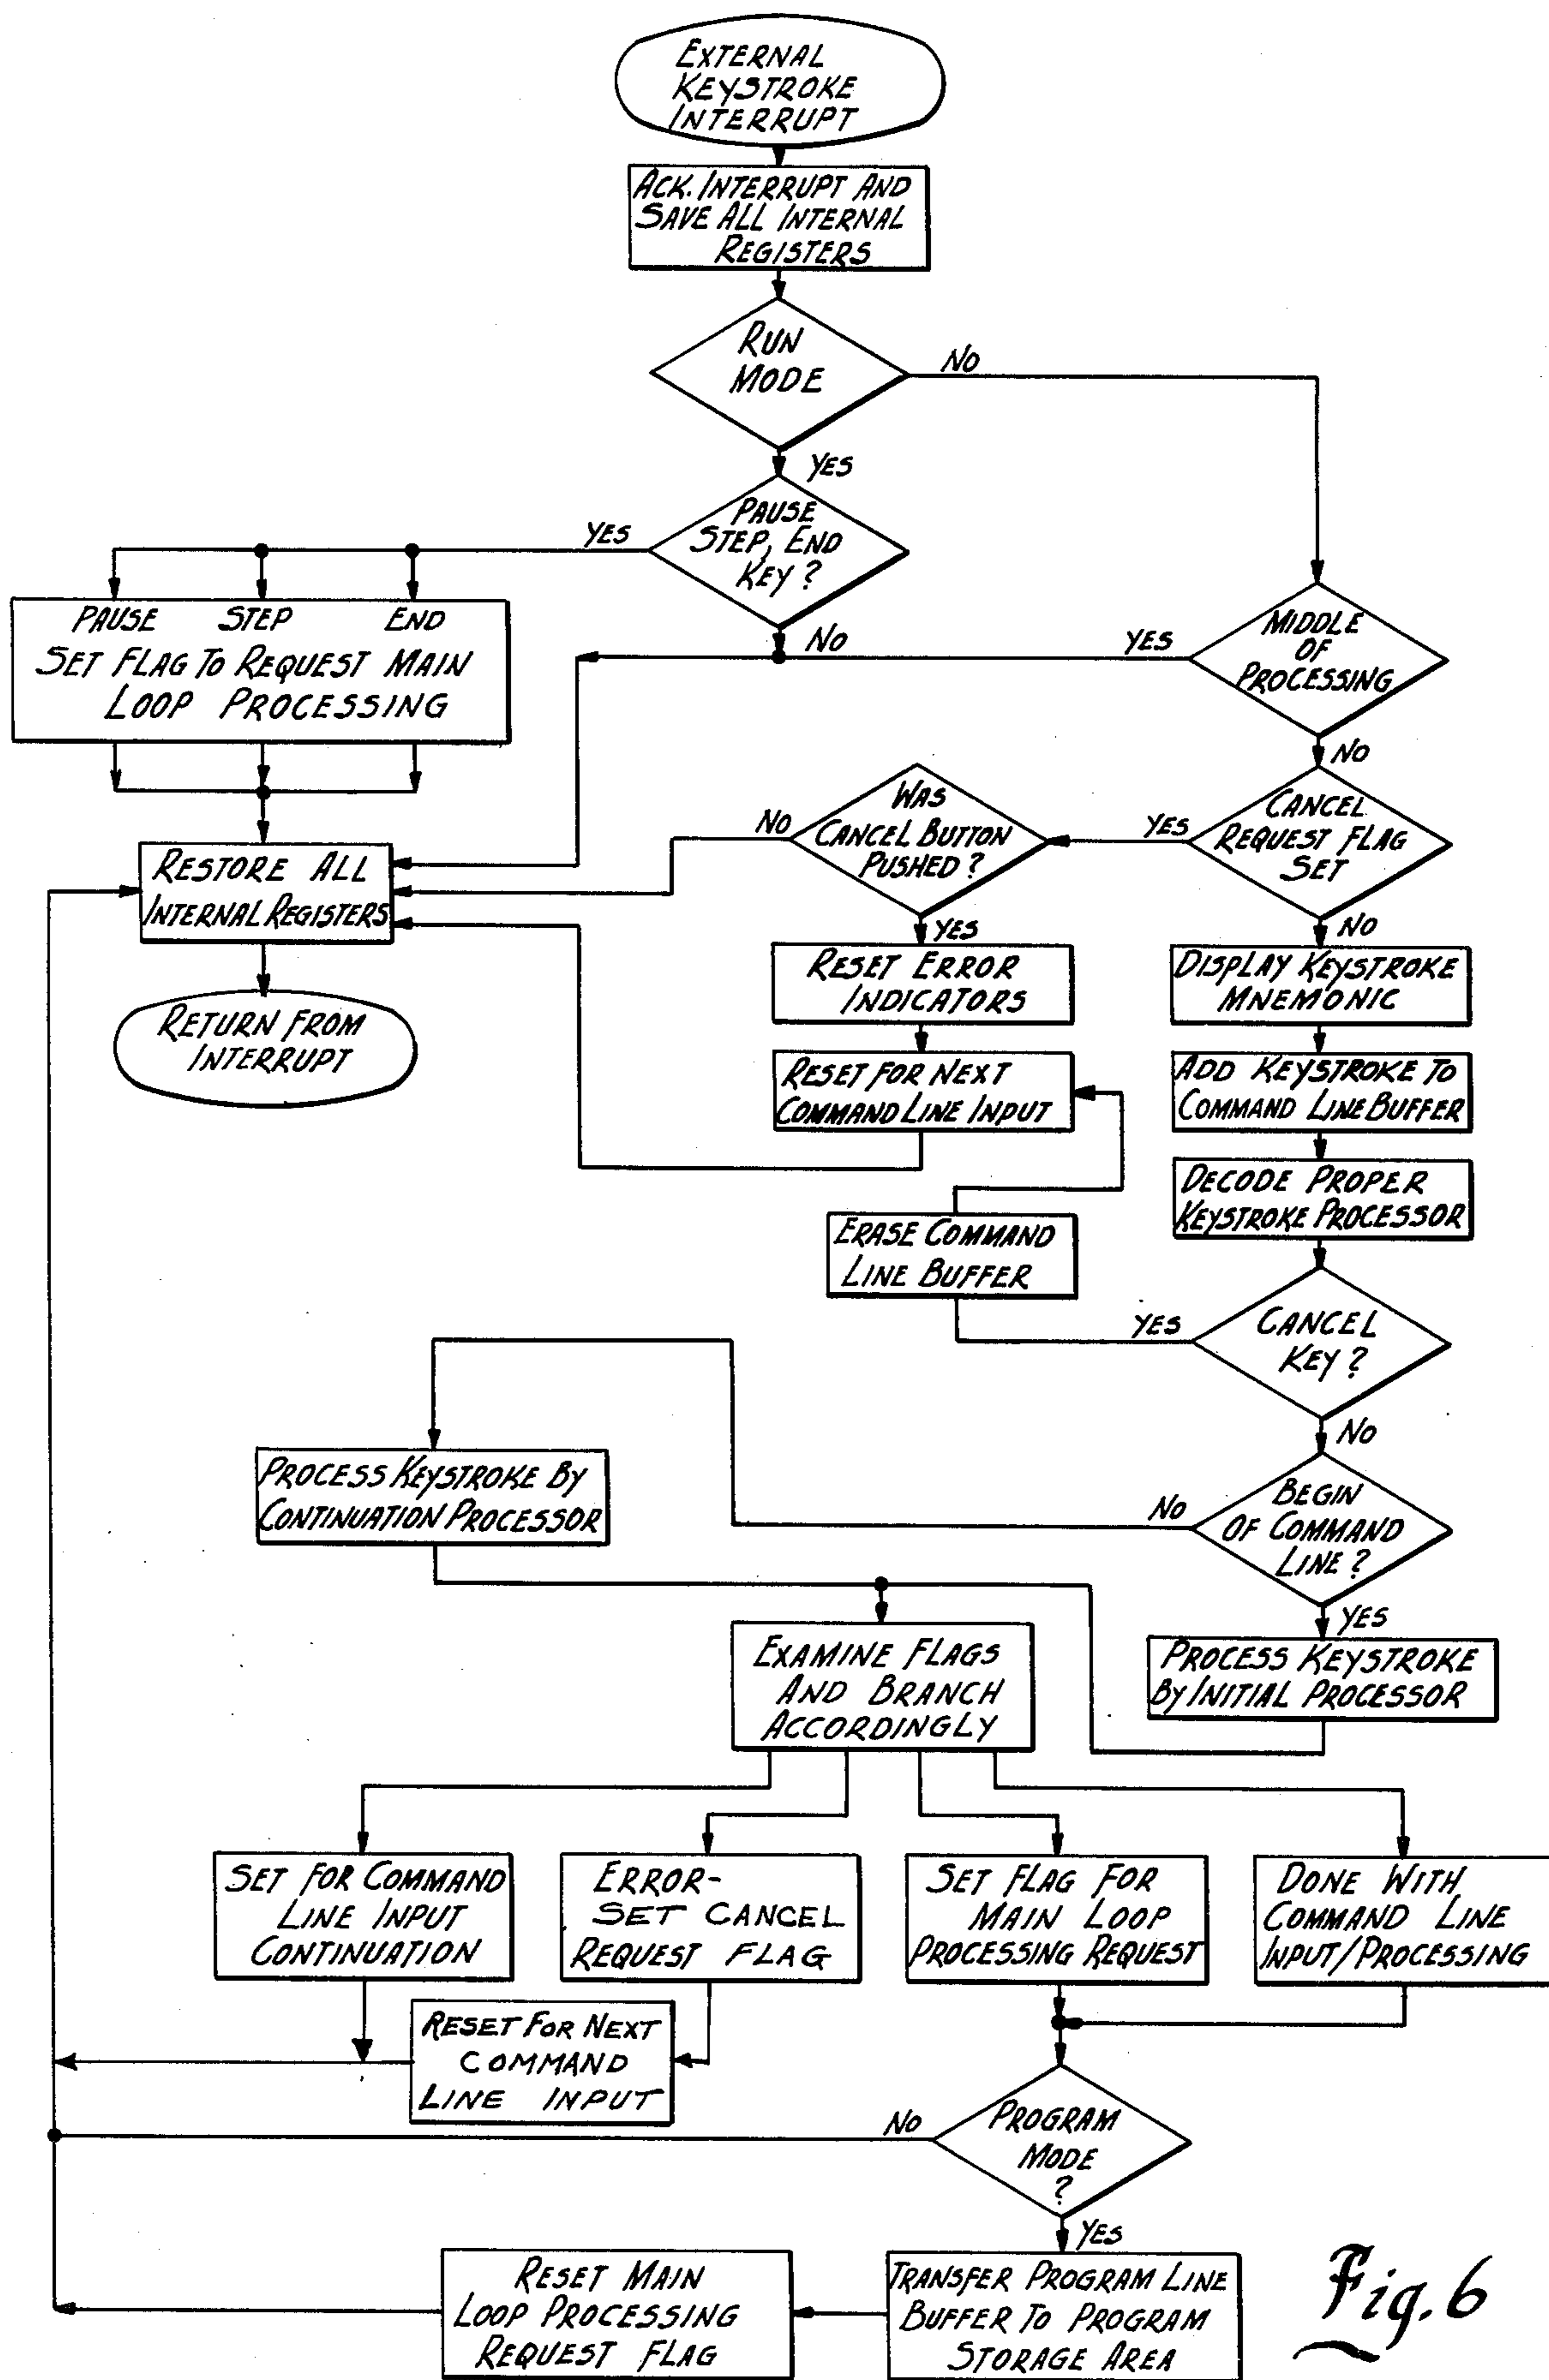 EXTERNAL
KEYSTROKE
INTERRUPT
ACK. INTERRUPT AND
SAVE ALL INTERNAL
REGISTERS
RUN
MODE
NO
YES
PAUSE
STEP, END
KEY?
YES
NO
PAUSE STEP END
SET FLAG TO REQUEST MAIN
LOOP PROCESSING
MIDDLE
OF
PROCESSING
YES
NO
CANCEL
REQUEST FLAG
SET
YES
NO
WAS
CANCEL BUTTON
PUSHED?
NO
YES
RESTORE ALL
INTERNAL REGISTERS
RETURN FROM
INTERRUPT
RESET ERROR
INDICATORS
RESET FOR NEXT
COMMAND LINE INPUT
DISPLAY KEYSTROKE
MNEMONIC
ADD KEYSTROKE TO
COMMAND LINE BUFFER
DECODE PROPER
KEYSTROKE PROCESSOR
ERASE COMMAND
LINE BUFFER
CANCEL
KEY?
YES
NO
BEGIN
OF COMMAND
LINE?
NO
YES
PROCESS KEYSTROKE BY
CONTINUATION PROCESSOR
PROCESS KEYSTROKE
BY INITIAL PROCESSOR
EXAMINE FLAGS
AND BRANCH
ACCORDINGLY
SET FOR COMMAND
LINE INPUT
CONTINUATION
ERROR-
SET CANCEL
REQUEST FLAG
SET FLAG FOR
MAIN LOOP
PROCESSING REQUEST
DONE WITH
COMMAND LINE
INPUT/PROCESSING
RESET FOR NEXT
COMMAND
LINE INPUT
PROGRAM
MODE
?
NO
YES
TRANSFER PROGRAM LINE
BUFFER TO PROGRAM
STORAGE AREA
RESET MAIN
LOOP PROCESSING
REQUEST FLAG
Fig. 6